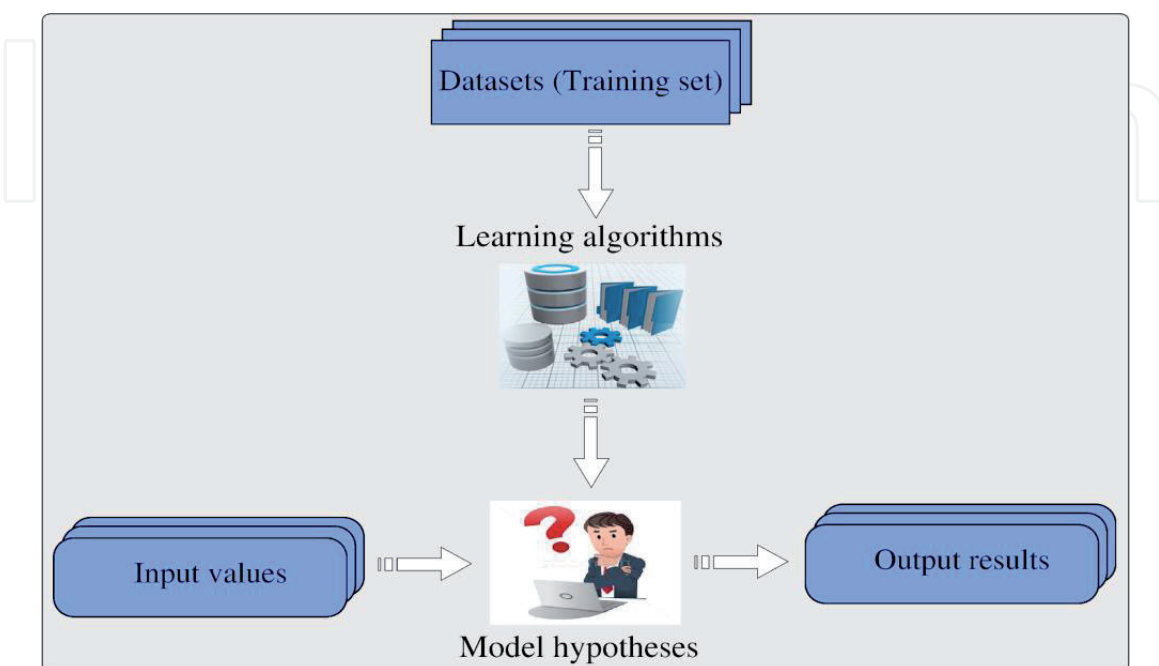 Datasets (Training set)
Learning algorithms
Input values
Output results
Model hypotheses